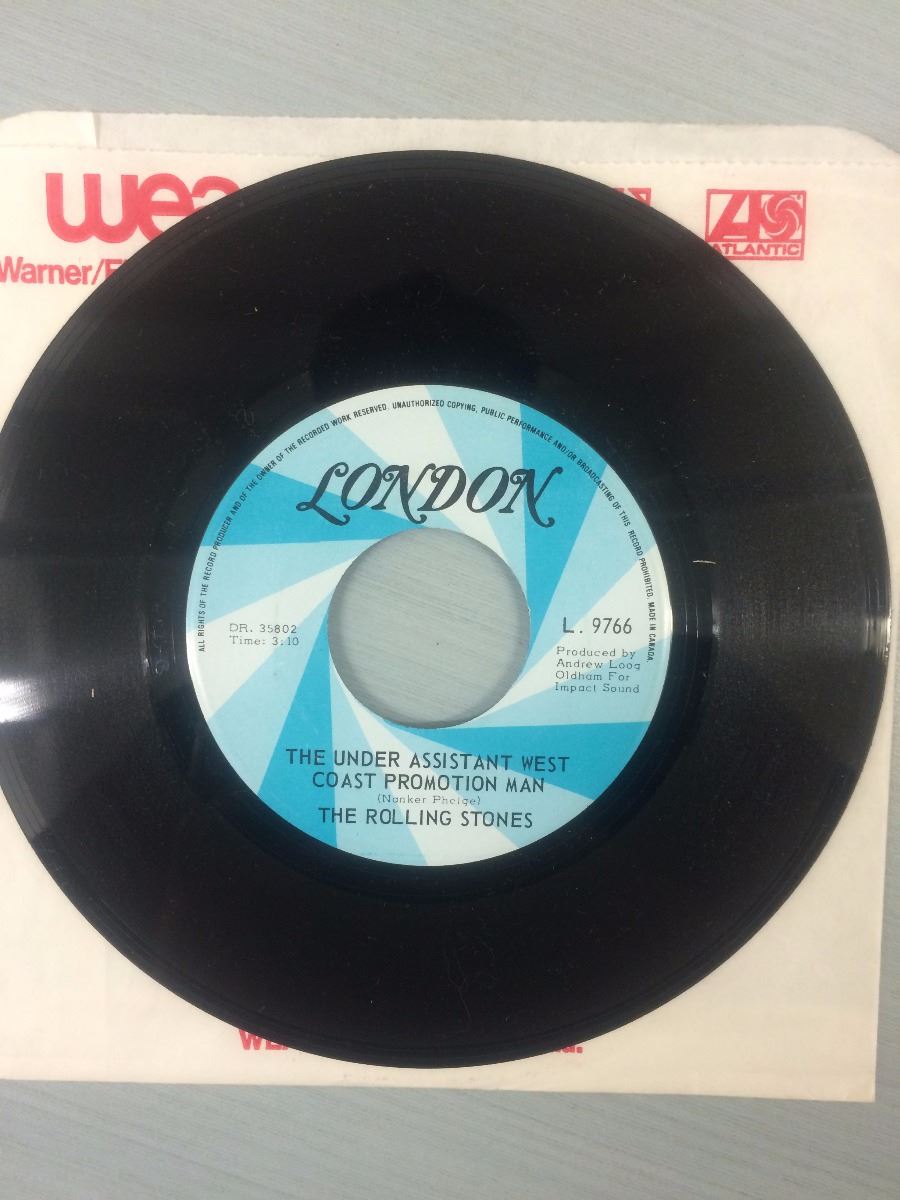 wea
Warner/
ATLANTIC
ALL RIGHTS OF THE RECORD PRODUCER AND OF THE OWNER OF THE RECORDED WORK RESERVED. UNAUTHORIZED COPYING, PUBLIC PERFORMANCE AND/OR BROADCASTING OF THIS RECORD PROHIBITED. MADE IN CANADA.
LONDON
DR. 35802
Time: 3:10
L. 9766
Produced by
Andrew Loog
Oldham For
Impact Sound
THE UNDER ASSISTANT WEST
COAST PROMOTION MAN
(Nanker Phelge)
THE ROLLING STONES